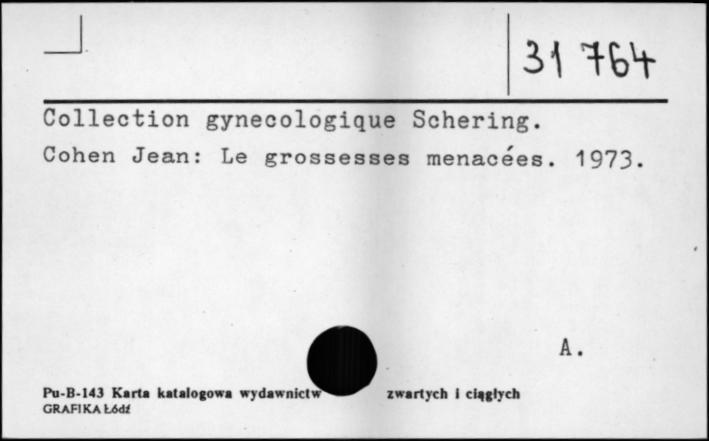 31 764
Collection gynecologique Schering.
Cohen Jean: Le grossesses menacées. 1973.
A.
Pu-B-143 Karta katalogowa wydawnictw zwartych i ciągłych
GRAFIKA Łódź